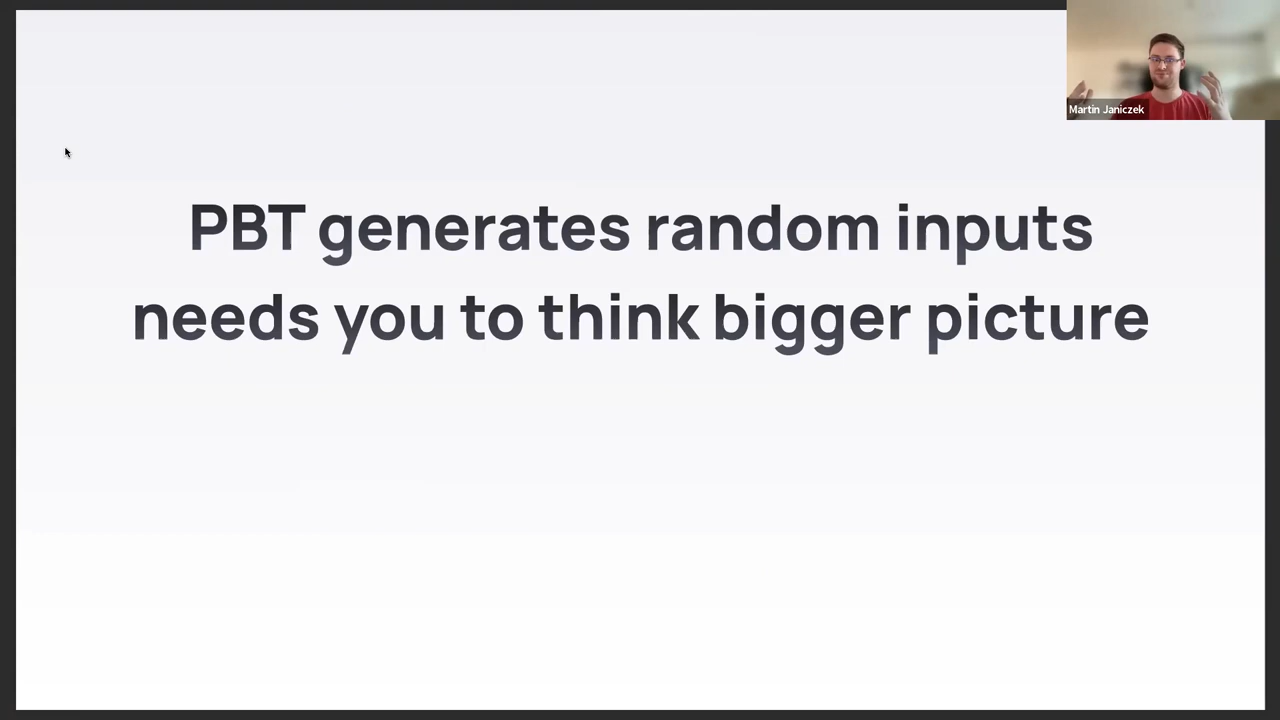 Martin Janiczek
PBT generates random inputs
needs you to think bigger picture